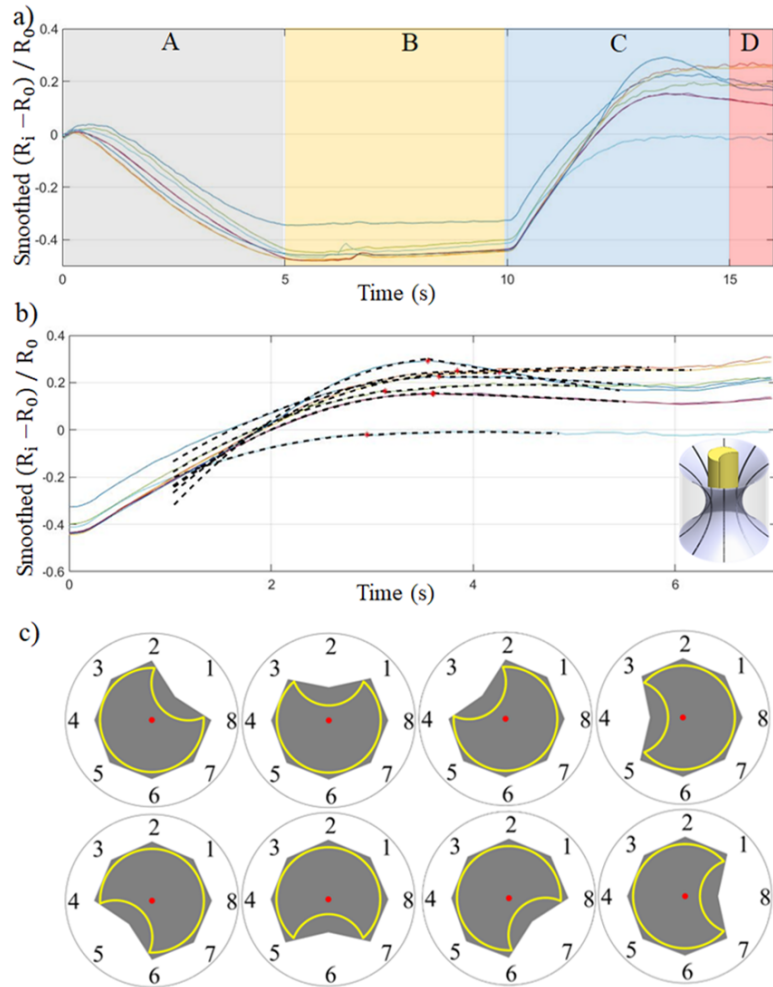 a)
A B C D
0.4
0.2
0
-0.2
-0.4
Smoothed (Ri −R0) / R0
0 5 10 15
Time (s)
b)
0.4
0.2
0
-0.2
-0.4
-0.6
Smoothed (Ri −R0) / R0
0 2 4 6
Time (s)
c)
2 2 2 2
3 1 3 1 3 1 3 1
4 8 4 8 4 8 4 8
5 7 5 7 5 7 5 7
6 6 6 6
2 2 2 2
3 1 3 1 3 1 3 1
4 8 4 8 4 8 4 8
5 7 5 7 5 7 5 7
6 6 6 6